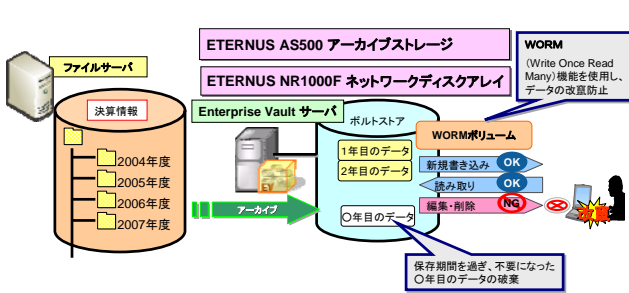 ETERNUS AS500 アーカイブストレージ
ETERNUS NR1000F ネットワークディスクアレイ
WORM
(Write Once Read
Many)機能を使用し、
データの改竄防止
ファイルサーバ
決算情報
2004年度
2005年度
2006年度
2007年度
Enterprise Vault サーバ
EV
アーカイブ
ボルトストア
1年目のデータ
2年目のデータ
〇年目のデータ
WORMボリューム
新規書き込み OK
読み取り OK
編集・削除 NG
改竄
保存期間を過ぎ、不要になった
〇年目のデータの破棄